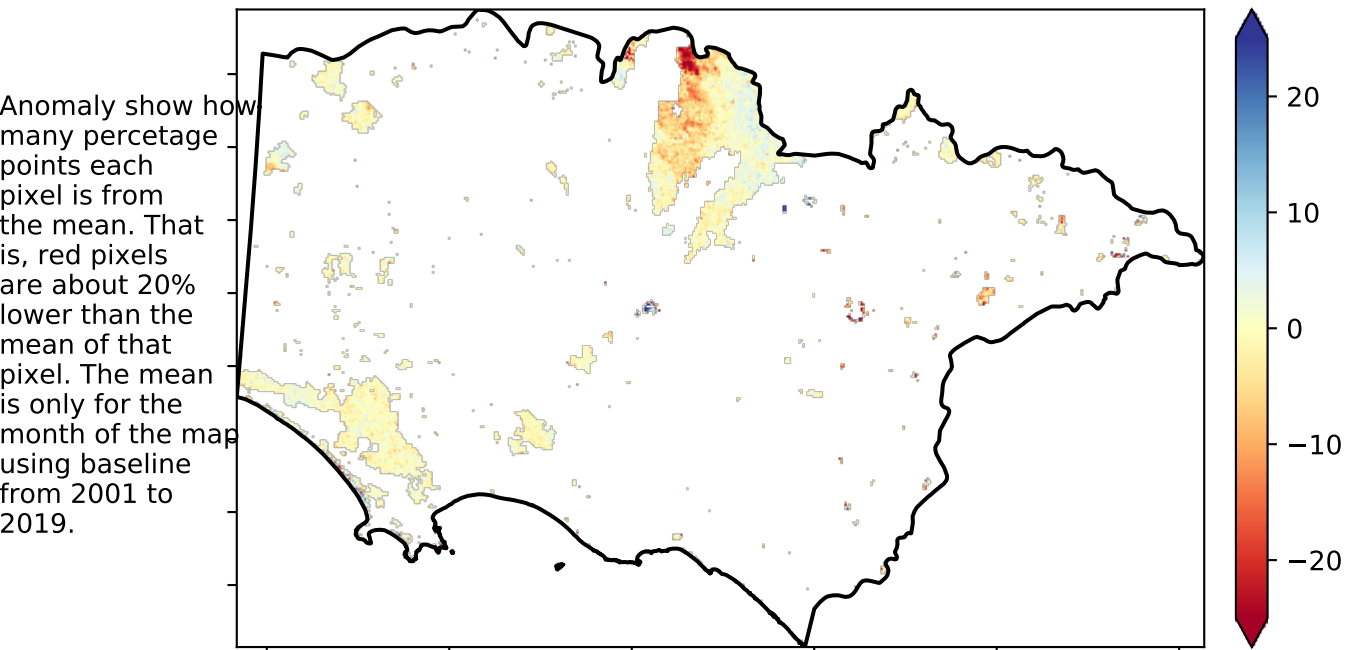 Anomaly show how
many percetage
points each
pixel is from
the mean. That
is, red pixels
are about 20%
lower than the
mean of that
pixel. The mean
is only for the
month of the map
using baseline
from 2001 to
2019.
20
10
0
−10
−20